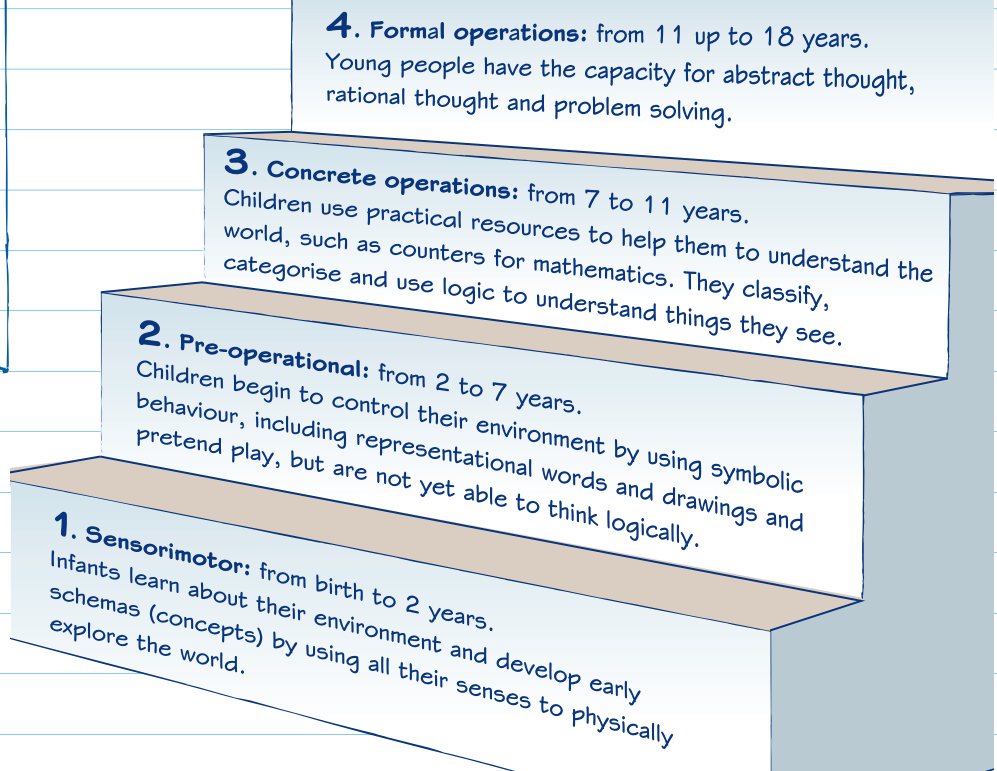 4. Formal operations: from 11 up to 18 years.
Young people have the capacity for abstract thought,
rational thought and problem solving.
3. Concrete operations: from 7 to 11 years.
Children use practical resources to help them to understand the
world, such as counters for mathematics. They classify,
categorise and use logic to understand things they see.
2. Pre-operational: from 2 to 7 years.
Children begin to control their environment by using symbolic
behaviour, including representational words and drawings and
pretend play, but are not yet able to think logically.
1. Sensorimotor: from birth to 2 years.
Infants learn about their environment and develop early
schemas (concepts) by using all their senses to physically
explore the world.